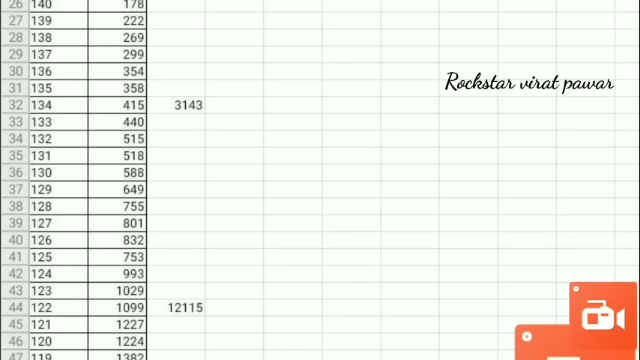 26 140 178
27 139 222
28 138 269
29 137 299
30 136 354
Rockstar virat pawar
31 135 358
32 134 415 3143
33 133 440
34 132 515
35 131 518
36 130 588
37 129 649
38 128 755
39 127 801
40 126 832
41 125 753
42 124 993
43 123 1029
44 122 1099 12115
45 121 1227
46 120 1224
47 119 1382